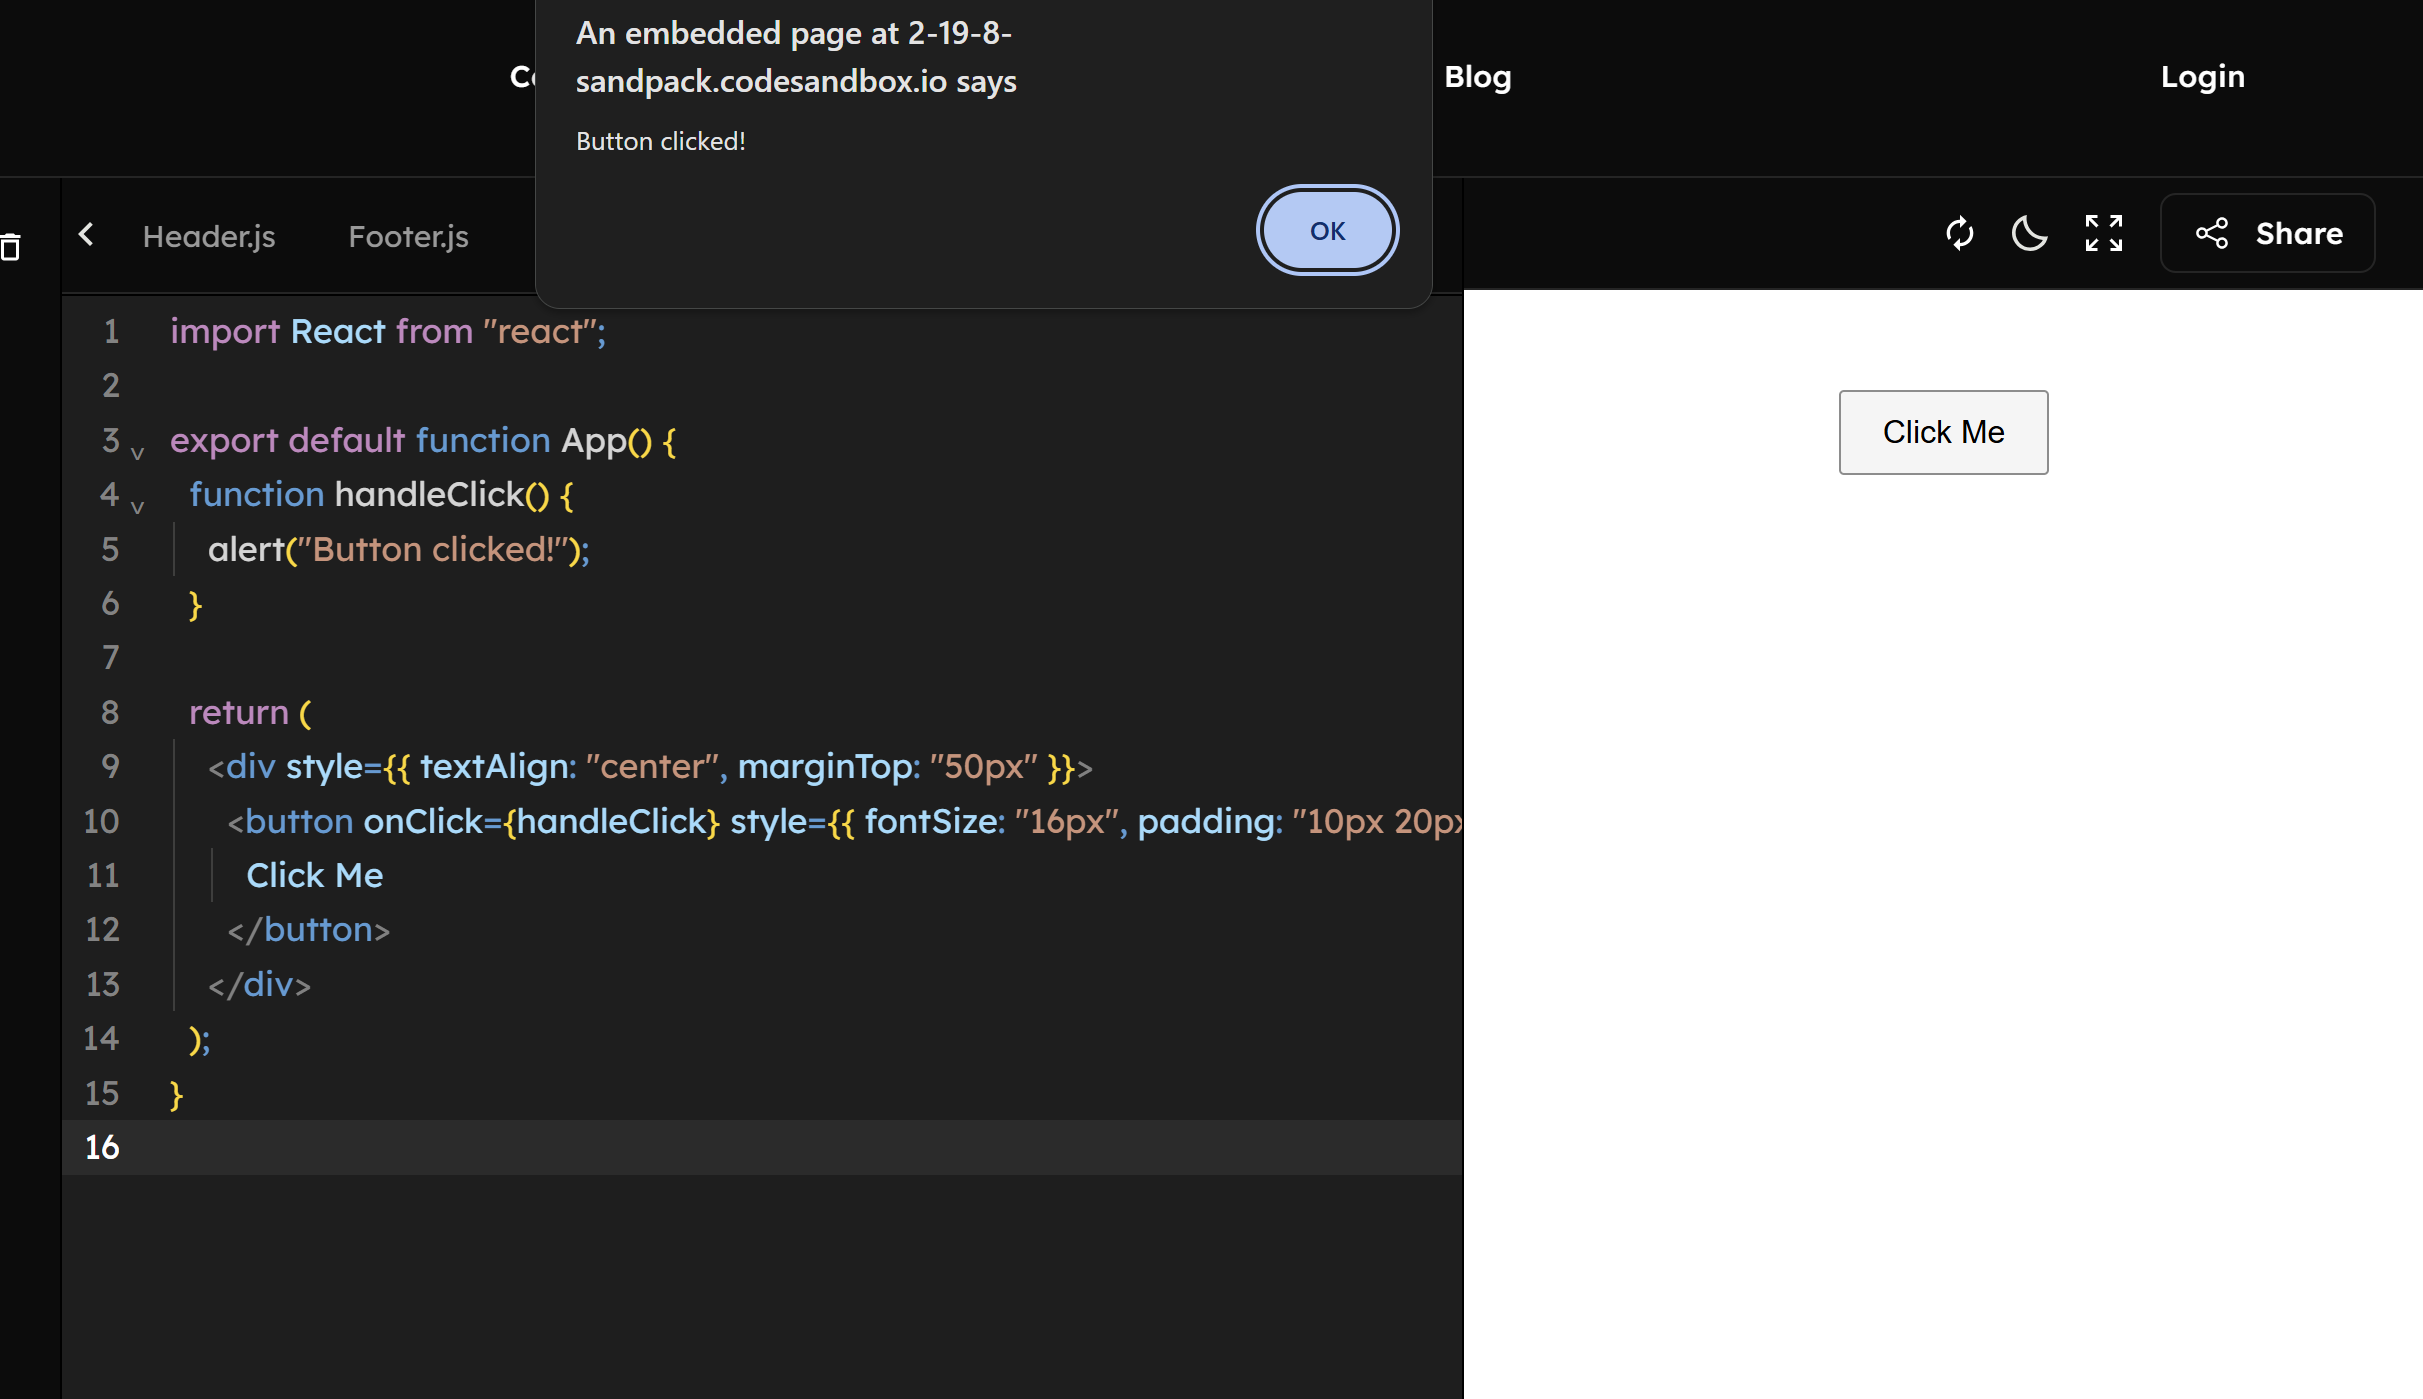 An embedded page at 2-19-8-
sandpack.codesandbox.io says
Button clicked!
OK
Blog
Login
Header.js
Footer.js
Share
1 import React from "react";
2
3 export default function App() {
4 function handleClick() {
5 alert("Button clicked!");
6 }
7
8 return (
9 <div style={{ textAlign: "center", marginTop: "50px" }}>
10 <button onClick={handleClick} style={{ fontSize: "16px", padding: "10px 20px
11 Click Me
12 </button>
13 </div>
14 );
15 }
16
Click Me